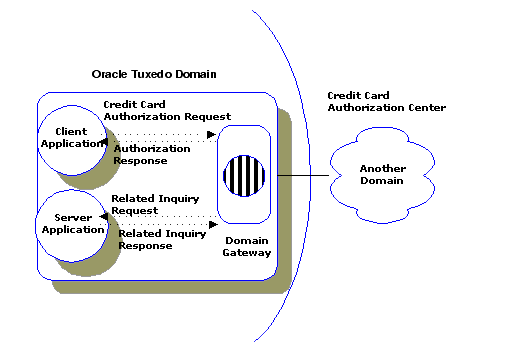 Oracle Tuxedo Domain
Credit Card
Authorization Request
Client
Application
Authorization
Response
Related Inquiry
Request
Server
Application
Related Inquiry
Response
Domain
Gateway
Credit Card
Authorization Center
Another
Domain